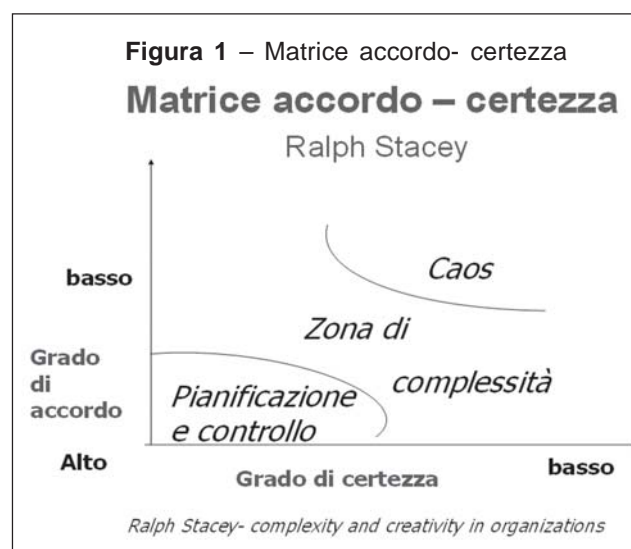 Figura 1 – Matrice accordo- certezza
Matrice accordo – certezza
Ralph Stacey
basso
Caos
Zona di
complessità
Grado
di
accordo
Pianificazione
e controllo
Alto
Grado di certezza
basso
Ralph Stacey- complexity and creativity in organizations